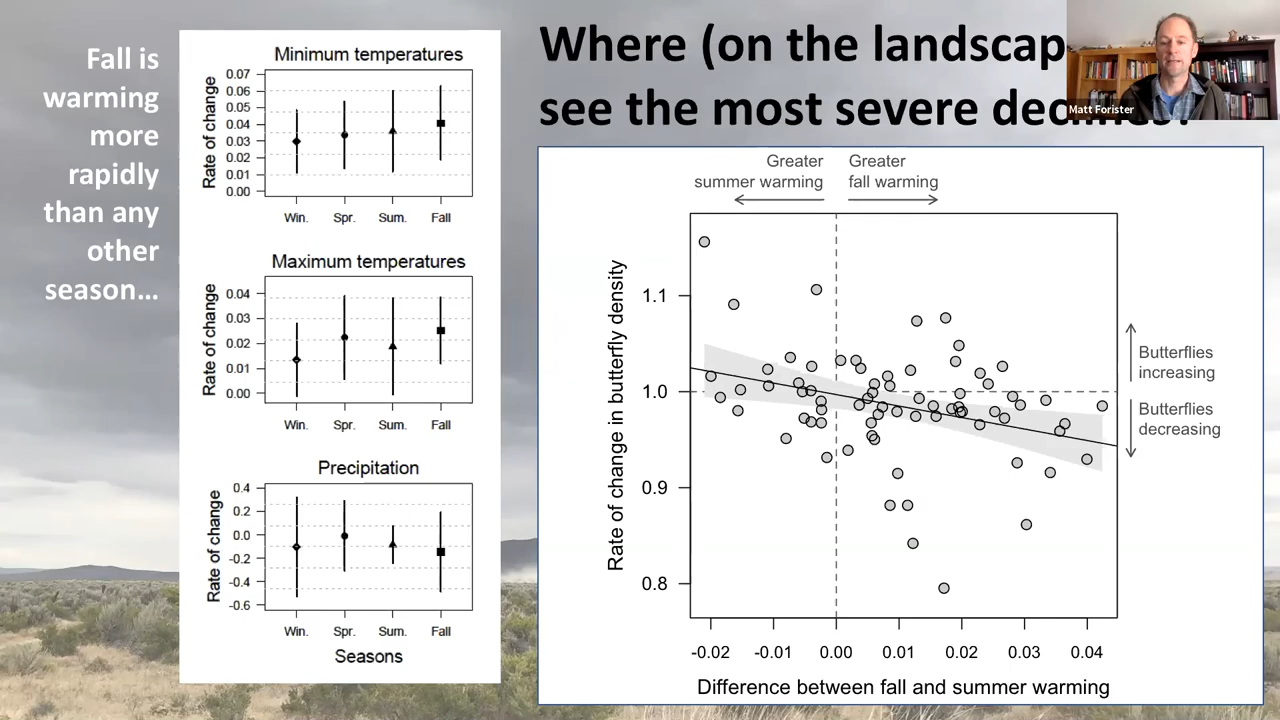 Fall is
warming
more
rapidly
than any
other
season...
Minimum temperatures
Rate of change
0.07
0.06
0.05
0.04
0.03
0.02
0.01
0.00
Win. Spr. Sum. Fall
Maximum temperatures
Rate of change
0.04
0.03
0.02
0.01
0.00
Win. Spr. Sum. Fall
Precipitation
Rate of change
0.4
0.2
0.0
-0.2
-0.4
-0.6
Win. Spr. Sum. Fall
Seasons
Where (on the landscap
see the most severe declines?
Matt Forister
Greater
summer warming
Greater
fall warming
Rate of change in butterfly density
1.1
1.0
0.9
0.8
Butterflies
increasing
Butterflies
decreasing
-0.02 -0.01 0.00 0.01 0.02 0.03 0.04
Difference between fall and summer warming